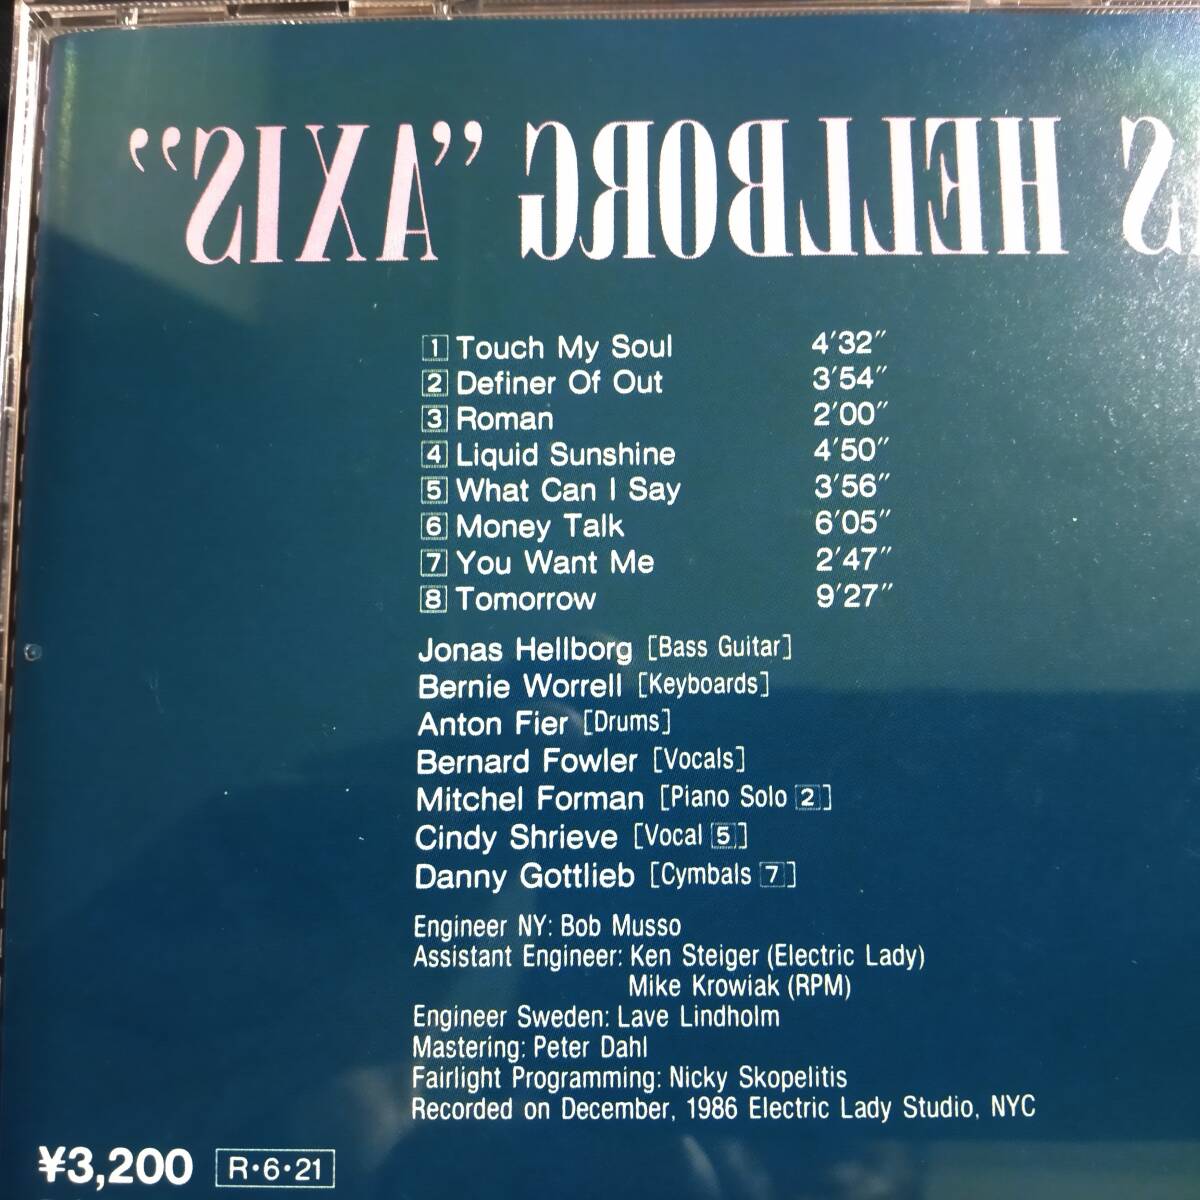 S HELLBORG "AXIS"
1 Touch My Soul 4'32"
2 Definer Of Out 3'54"
3 Roman 2'00"
4 Liquid Sunshine 4'50"
5 What Can I Say 3'56"
6 Money Talk 6'05"
7 You Want Me 2'47"
8 Tomorrow 9'27"
Jonas Hellborg [Bass Guitar]
Bernie Worrell [Keyboards]
Anton Fier [Drums]
Bernard Fowler [Vocals]
Mitchel Forman [Piano Solo 2]
Cindy Shrieve [Vocal 5]
Danny Gottlieb [Cymbals 7]
Engineer NY: Bob Musso
Assistant Engineer: Ken Steiger (Electric Lady)
Mike Krowiak (RPM)
Engineer Sweden: Lave Lindholm
Mastering: Peter Dahl
Fairlight Programming: Nicky Skopelitis
Recorded on December, 1986 Electric Lady Studio, NYC
¥3,200 R・6・21